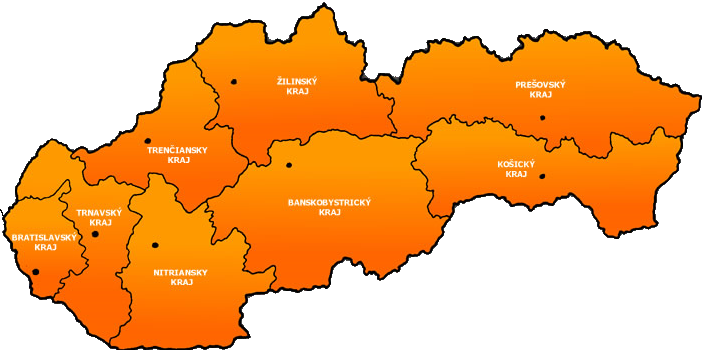 ŽILINSKÝ
KRAJ
PREŠOVSKÝ
KRAJ
TRENČIANSKY
KRAJ
KOŠICKÝ
KRAJ
BANSKOBYSTRICKÝ
KRAJ
TRNAVSKÝ
KRAJ
BRATISLAVSKÝ
KRAJ
NITRIANSKY
KRAJ